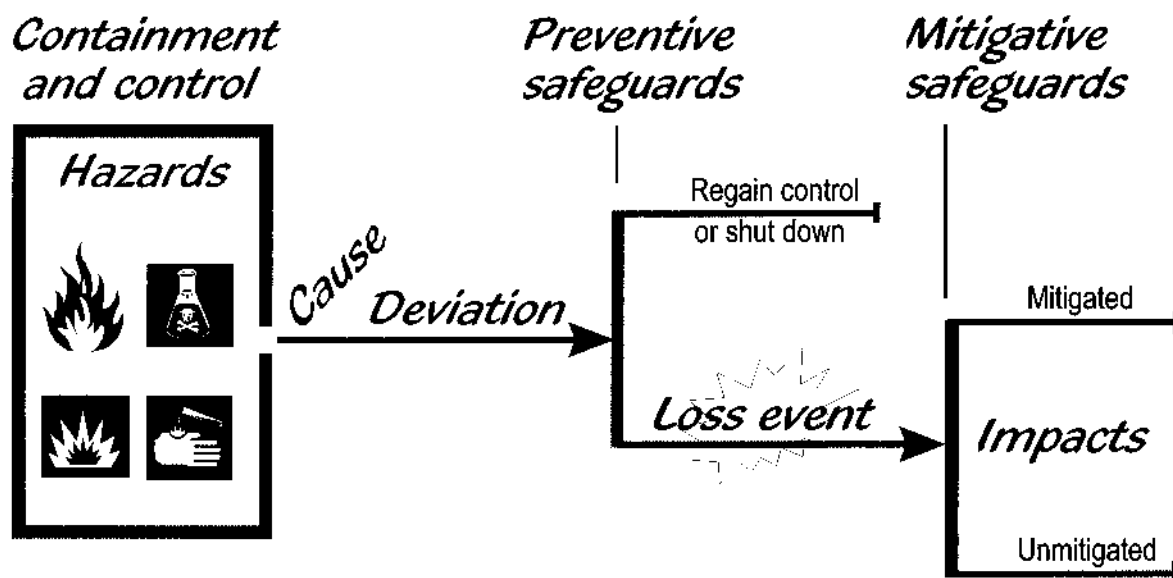 Containment
and control
Preventive
safeguards
Mitigative
safeguards
Hazards
Cause
Deviation
Regain control
or shut down
Loss event
Mitigated
Impacts
Unmitigated